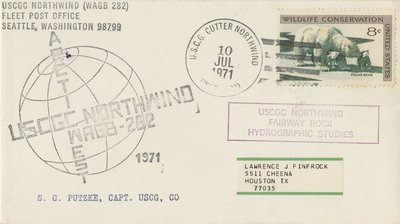 USCGC NORTHWIND (WAGB 282)
FLEET POST OFFICE
SEATTLE, WASHINGTON 98799
U.S.C.G. CUTTER NORTHWIND
10
JUL
1971
WILDLIFE CONSERVATION
8c
UNITED STATES
POLAR BEAR
ARCTIC WEST
USCGC NORTHWIND
WAGB-282
1971
USCGC NORTHWIND
FAIRWAY ROCK
HYDROGRAPHIC STUDIES
S. G. PUTZKE, CAPT. USCG, CO
LAWRENCE J FINFROCK
5911 CHEENA
HOUSTON TX
77035